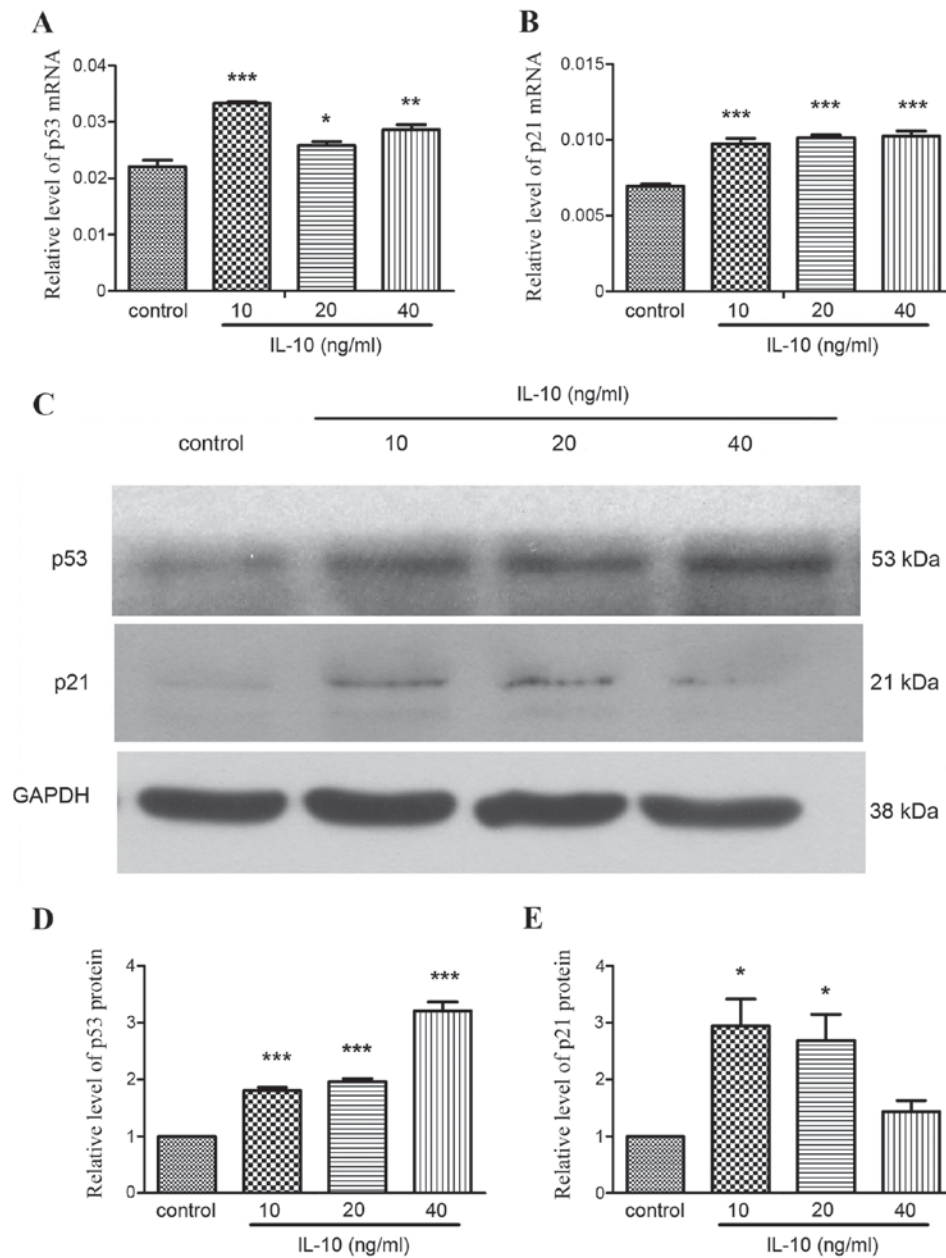 A
Relative level of p53 mRNA
0.04
0.03
0.02
0.01
0
***
*
**
control
10
20
40
IL-10 (ng/ml)
B
Relative level of p21 mRNA
0.015
0.010
0.005
0
***
***
***
control
10
20
40
IL-10 (ng/ml)
C
IL-10 (ng/ml)
control 10 20 40
p53 53 kDa
p21 21 kDa
GAPDH 38 kDa
D
Relative level of p53 protein
4
3
2
1
0
***
***
***
control
10
20
40
IL-10 (ng/ml)
E
Relative level of p21 protein
4
3
2
1
0
*
*
control
10
20
40
IL-10 (ng/ml)